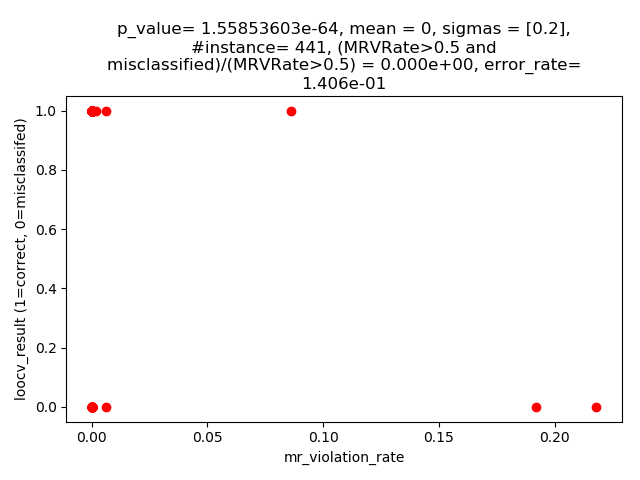 p_value= 1.55853603e-64, mean = 0, sigmas = [0.2],
#instance= 441, (MRVRate>0.5 and
misclassified)/(MRVRate>0.5) = 0.000e+00, error_rate=
1.406e-01
loocv_result (1=correct, 0=misclassifed)
1.0
0.8
0.6
0.4
0.2
0.0
0.00 0.05 0.10 0.15 0.20
mr_violation_rate